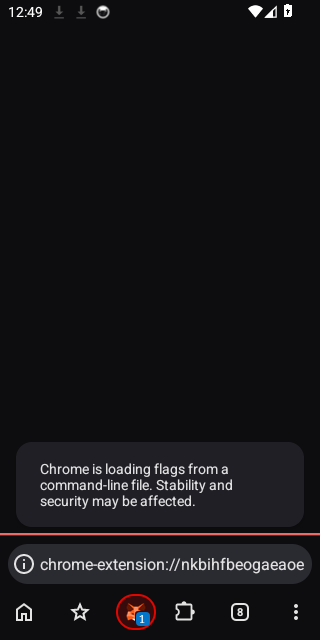 12:49
Chrome is loading flags from a
command-line file. Stability and
security may be affected.
chrome-extension://nkbihfbeogaeaoe
1
8